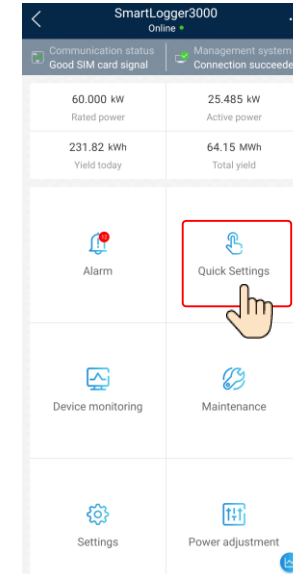 SmartLogger3000
Online
Communication status
Good SIM card signal
Management system
Connection succeede
60.000 kW
Rated power
25.485 kW
Active power
231.82 kWh
Yield today
64.15 MWh
Total yield
Alarm
Quick Settings
Device monitoring
Maintenance
Settings
Power adjustment